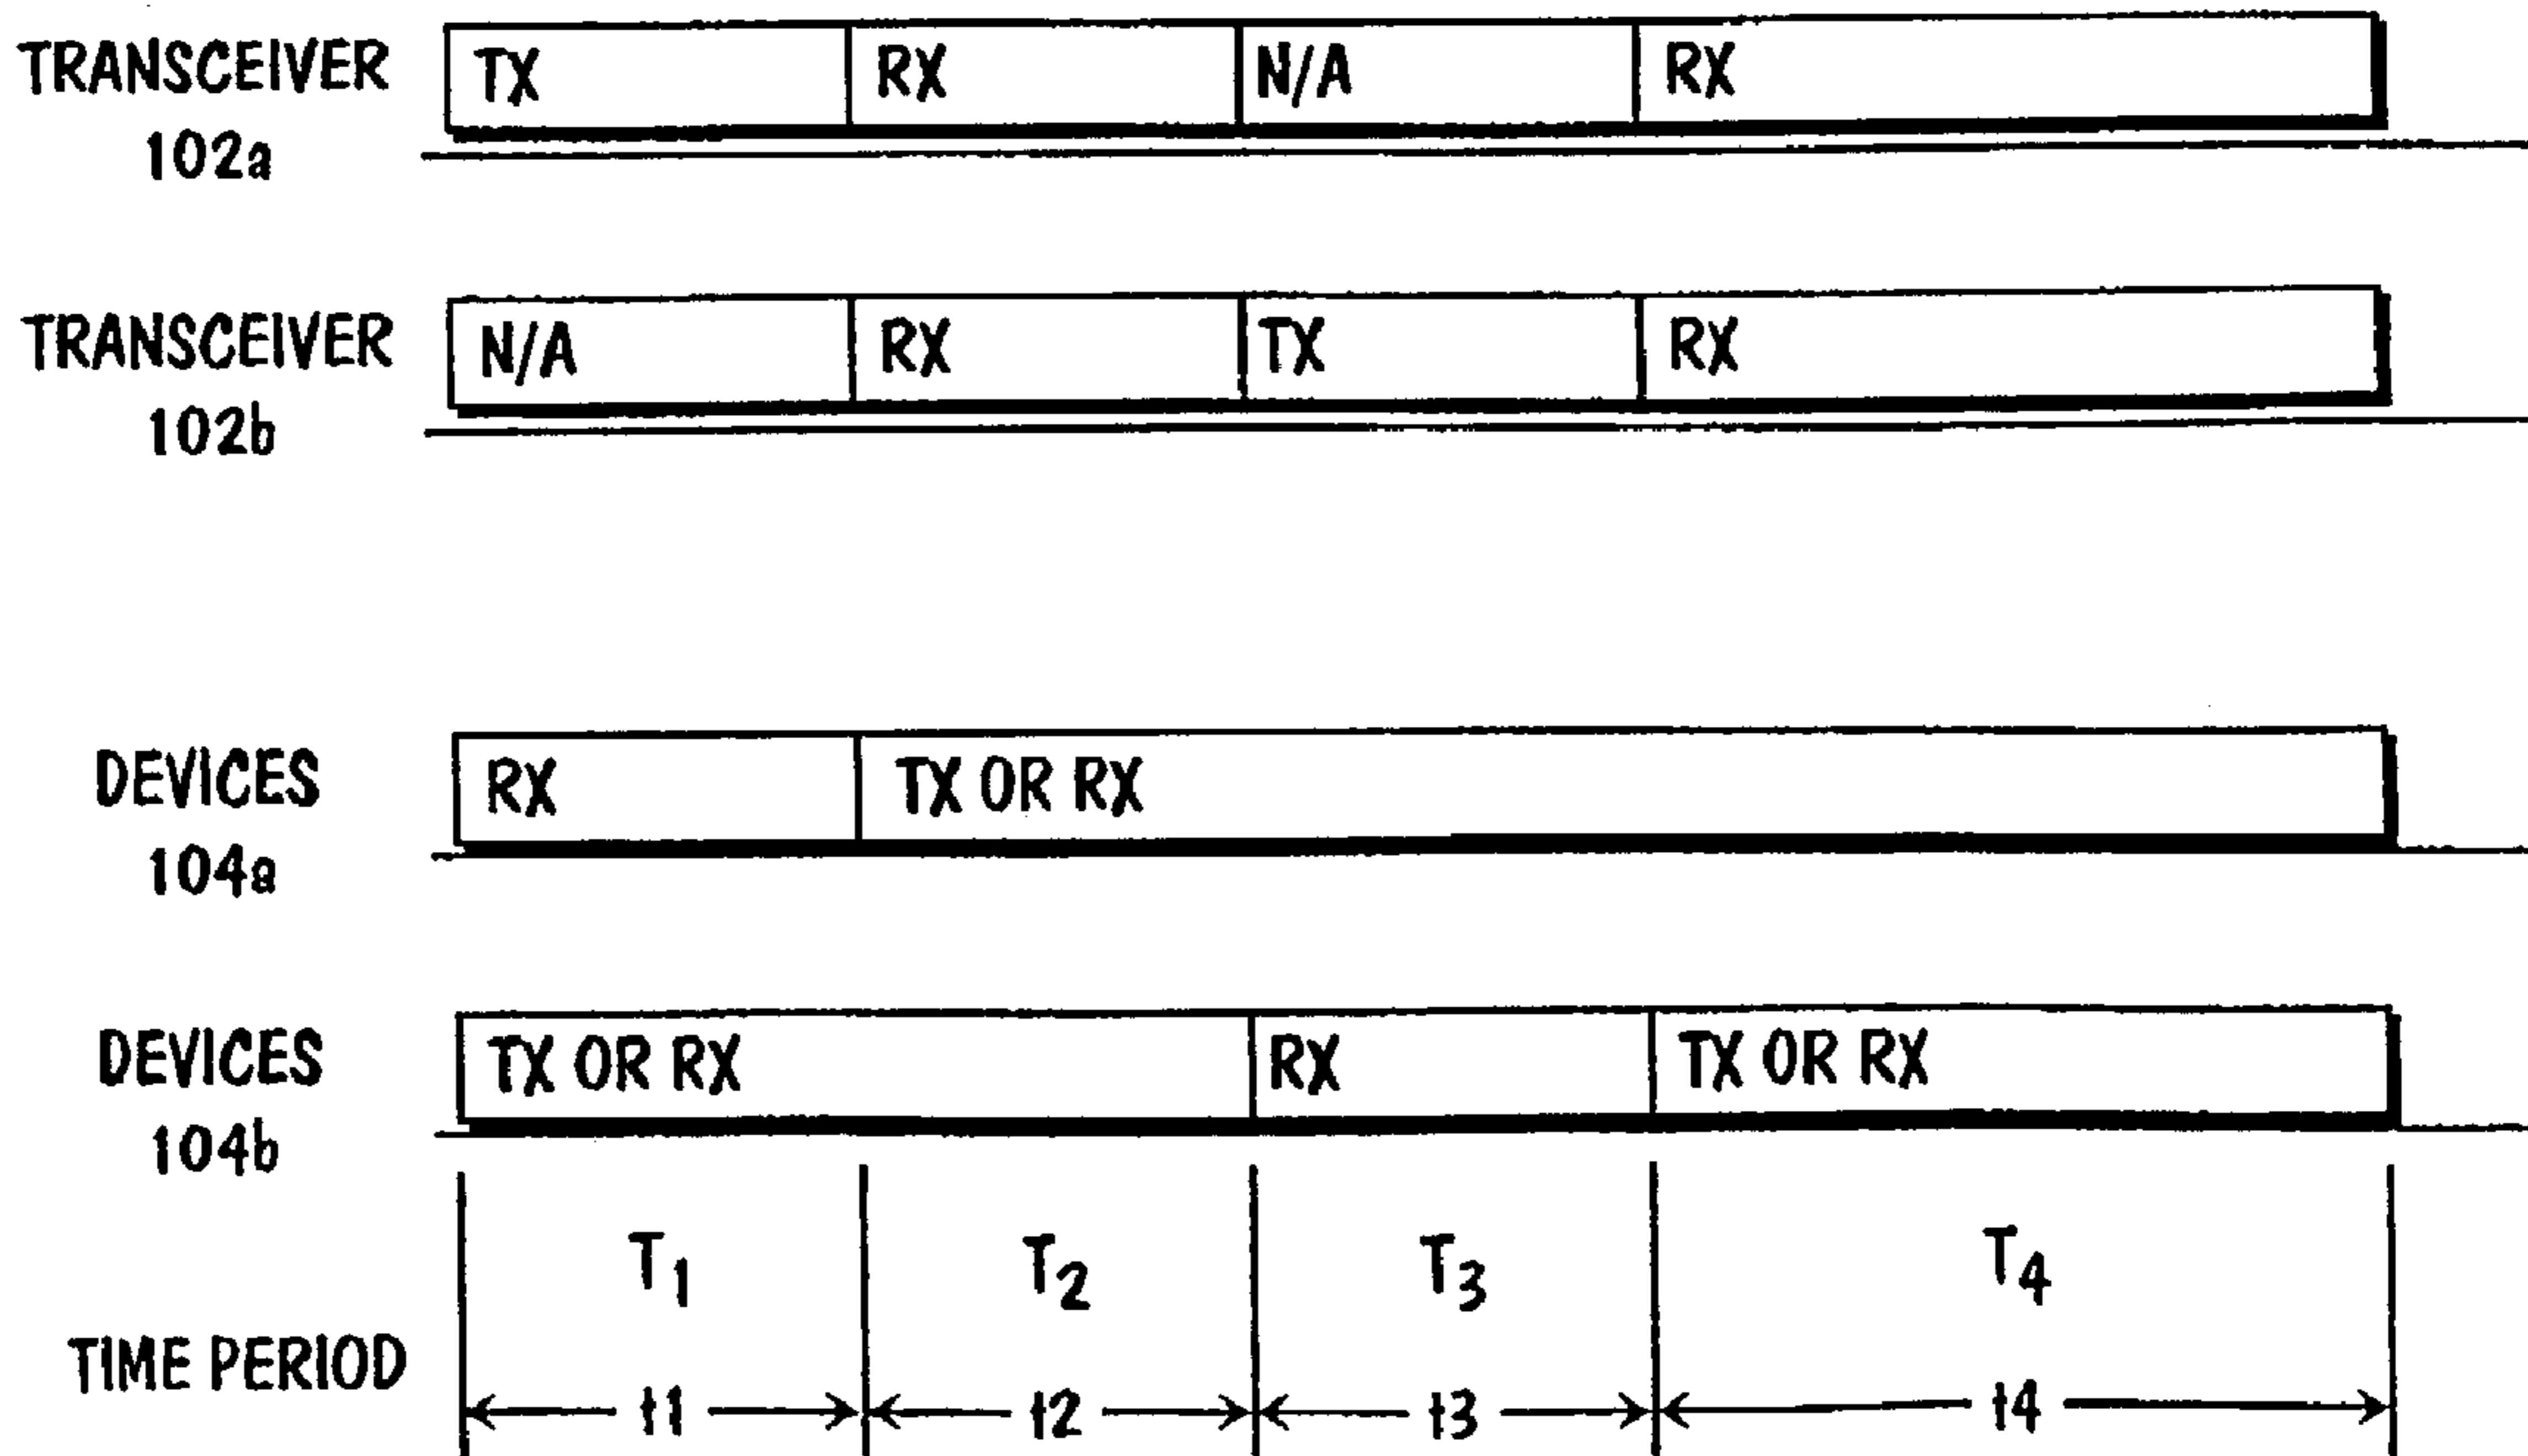 TRANSCEIVER
102a
TX RX N/A RX
TRANSCEIVER
102b
N/A RX TX RX
DEVICES
104a
RX TX OR RX
DEVICES
104b
TX OR RX RX TX OR RX
T1 T2 T3 T4
TIME PERIOD
t1 t2 t3 t4